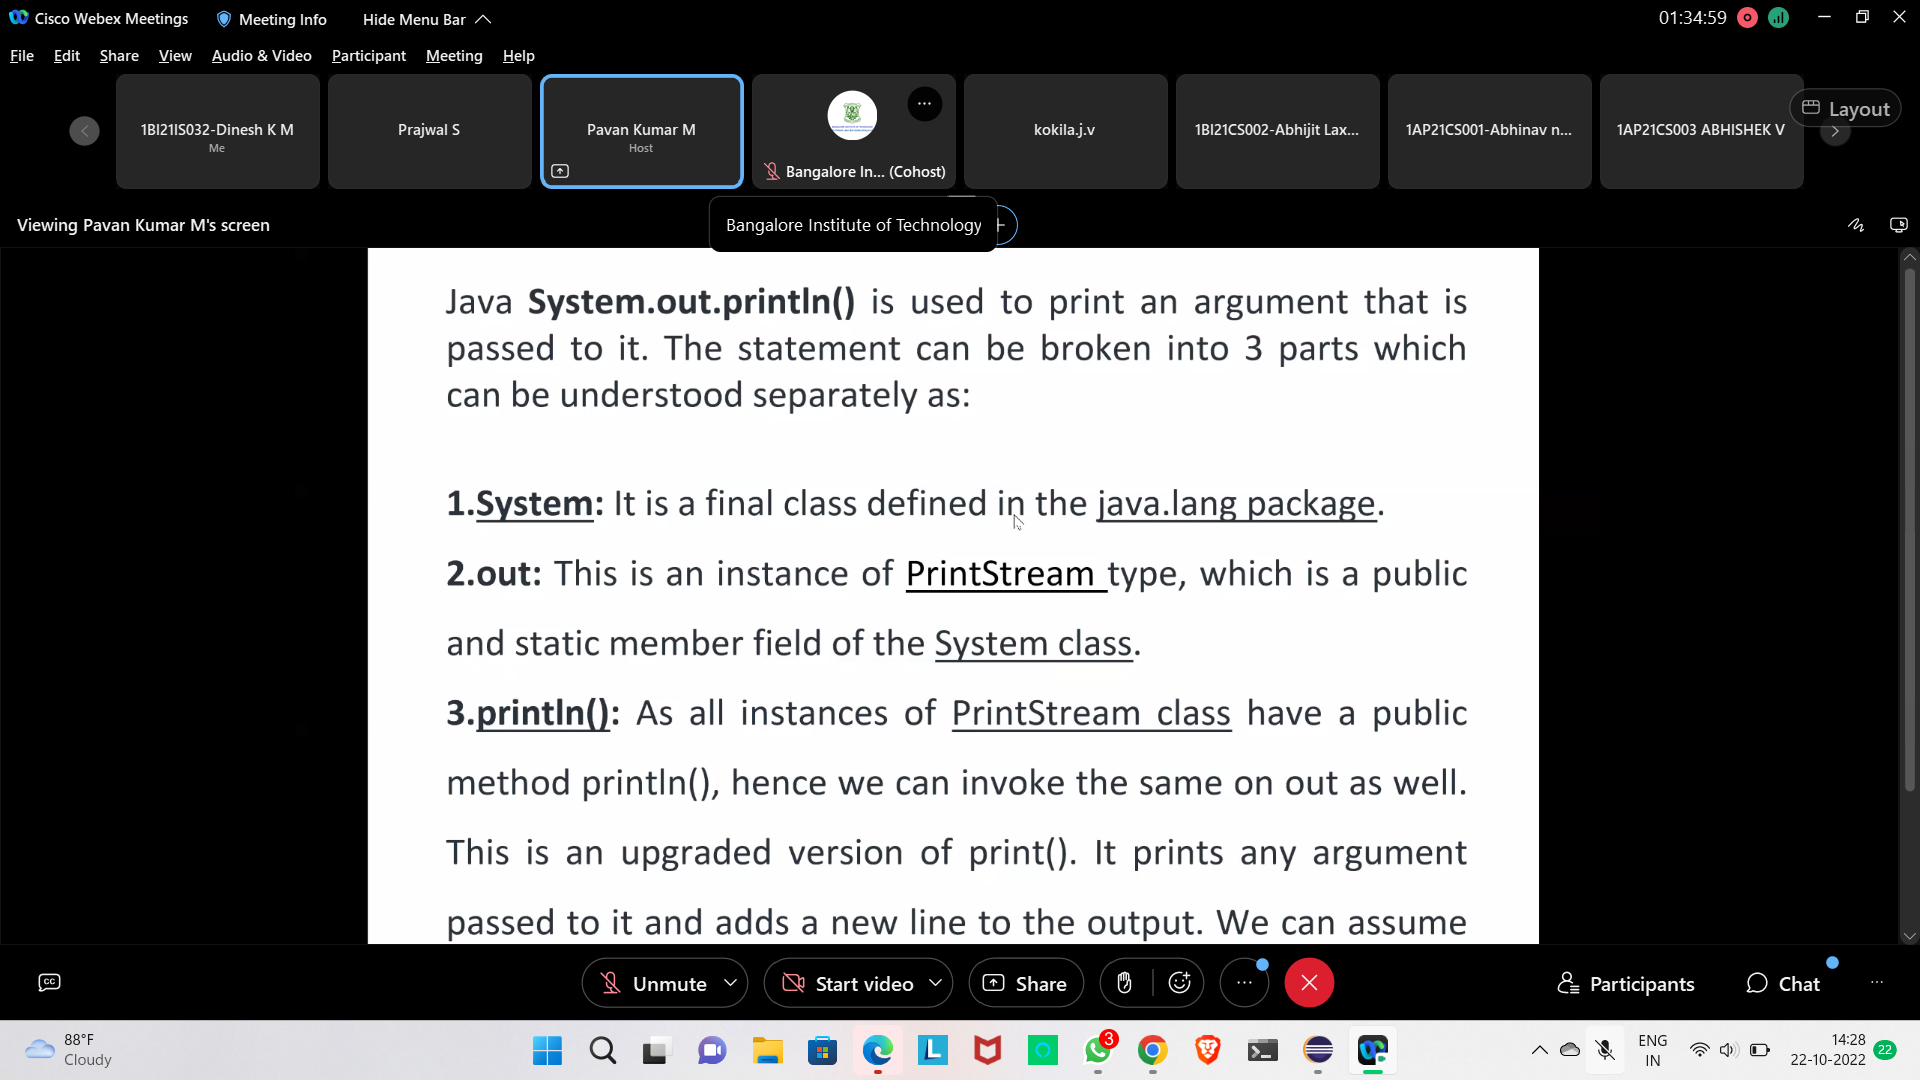 Cisco Webex Meetings Meeting Info Hide Menu Bar 01:34:59
File Edit Share View Audio & Video Participant Meeting Help
1BI21IS032-Dinesh K M
Me
Prajwal S
Pavan Kumar M
Host
Bangalore In... (Cohost)
kokila.j.v
1BI21CS002-Abhijit Lax...
1AP21CS001-Abhinav n...
1AP21CS003 ABHISHEK V
Layout
Viewing Pavan Kumar M's screen
Bangalore Institute of Technology
Java System.out.println() is used to print an argument that is
passed to it. The statement can be broken into 3 parts which
can be understood separately as:
1.System: It is a final class defined in the java.lang package.
2.out: This is an instance of PrintStream type, which is a public
and static member field of the System class.
3.println(): As all instances of PrintStream class have a public
method println(), hence we can invoke the same on out as well.
This is an upgraded version of print(). It prints any argument
passed to it and adds a new line to the output. We can assume
CC Unmute Start video Share Participants Chat
88°F
Cloudy
L
3
ENG
IN
14:28
22-10-2022
22